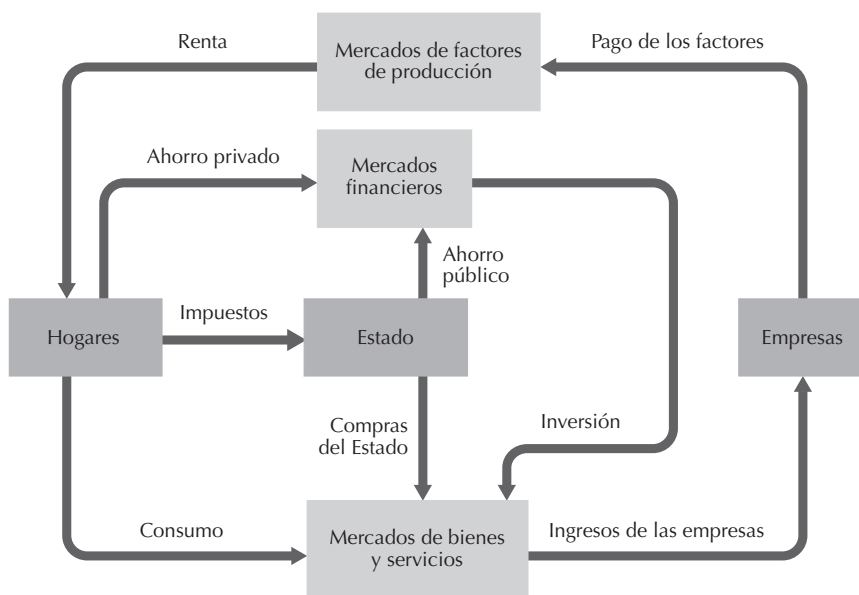 Renta
Mercados de factores
de producción
Pago de los factores
Ahorro privado
Mercados
financieros
Ahorro
público
Hogares
Impuestos
Estado
Empresas
Compras
del Estado
Inversión
Consumo
Mercados de bienes
y servicios
Ingresos de las empresas